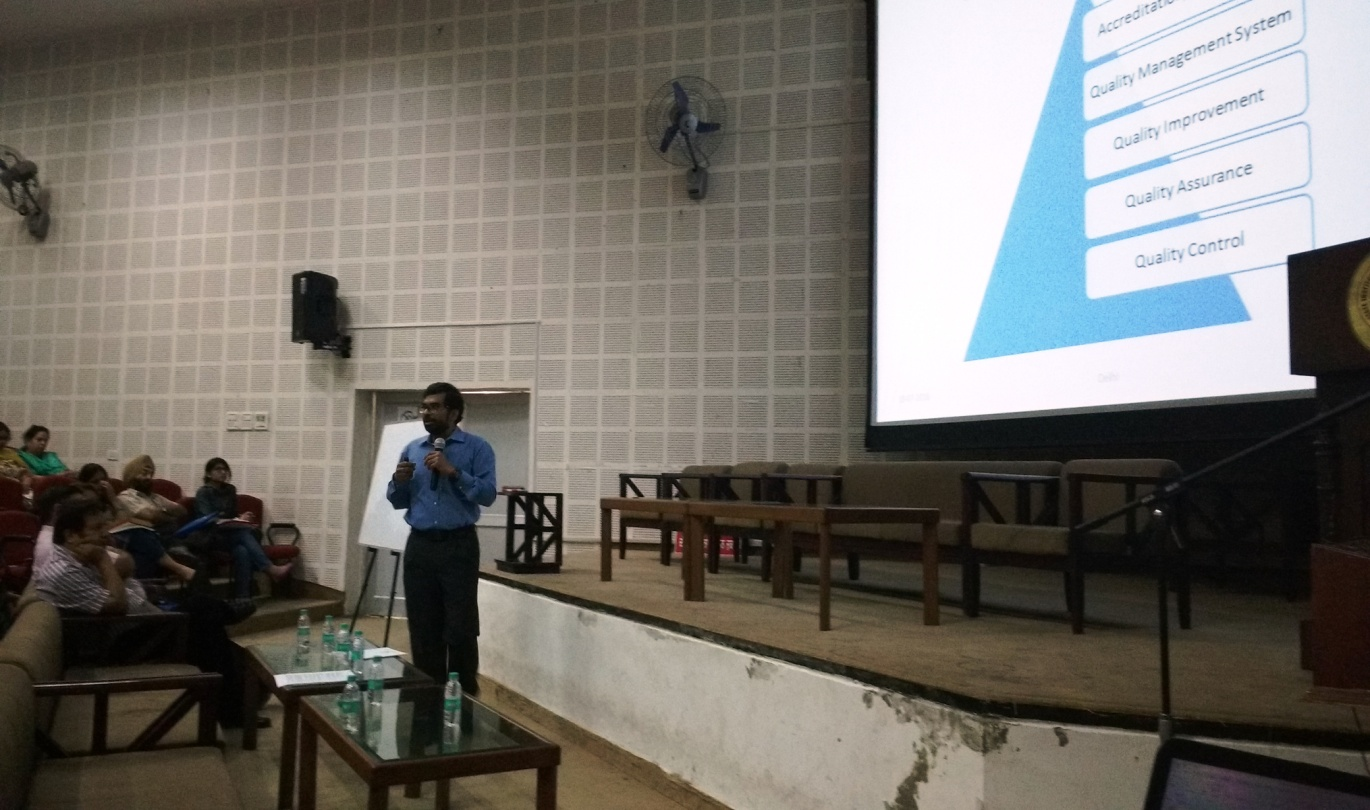 Accreditation
Quality Management System
Quality Improvement
Quality Assurance
Quality Control